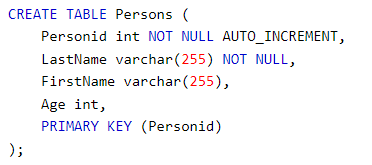 CREATE TABLE Persons (
    Personid int NOT NULL AUTO_INCREMENT,
    LastName varchar(255) NOT NULL,
    FirstName varchar(255),
    Age int,
    PRIMARY KEY (Personid)
);